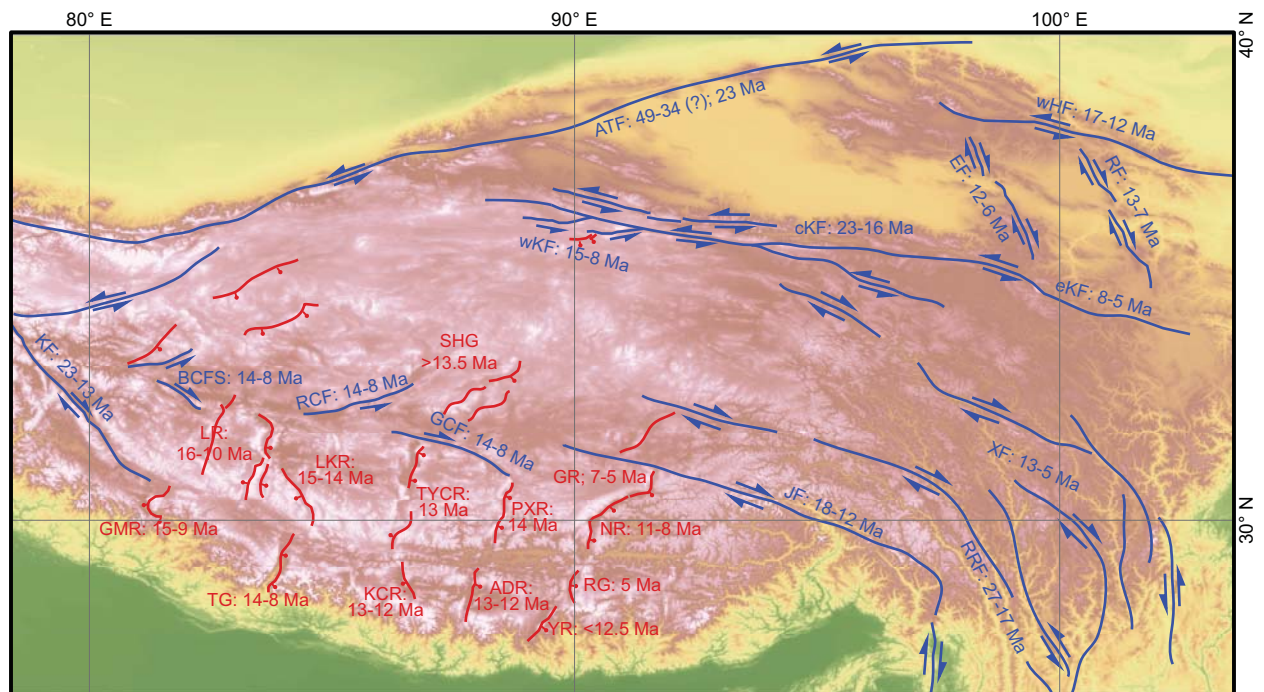 80° E
90° E
100° E
40° N
ATF: 49-34 (?); 23 Ma
wHF: 17-12 Ma
EF: 12-6 Ma
RF: 13-7 Ma
cKF: 23-16 Ma
wKF: 15-8 Ma
eKF: 8-5 Ma
KF: 23-13 Ma
SHG
>13.5 Ma
BCFS: 14-8 Ma
RCF: 14-8 Ma
GCF: 14-8 Ma
LR:
16-10 Ma
LKR:
15-14 Ma
TYCR:
13 Ma
PXR:
14 Ma
GR; 7-5 Ma
XF: 13-5 Ma
JF: 18-12 Ma
GMR: 15-9 Ma
NR: 11-8 Ma
30° N
RRF: 27-17 Ma
TG: 14-8 Ma
KCR:
13-12 Ma
ADR:
13-12 Ma
RG: 5 Ma
YR: <12.5 Ma